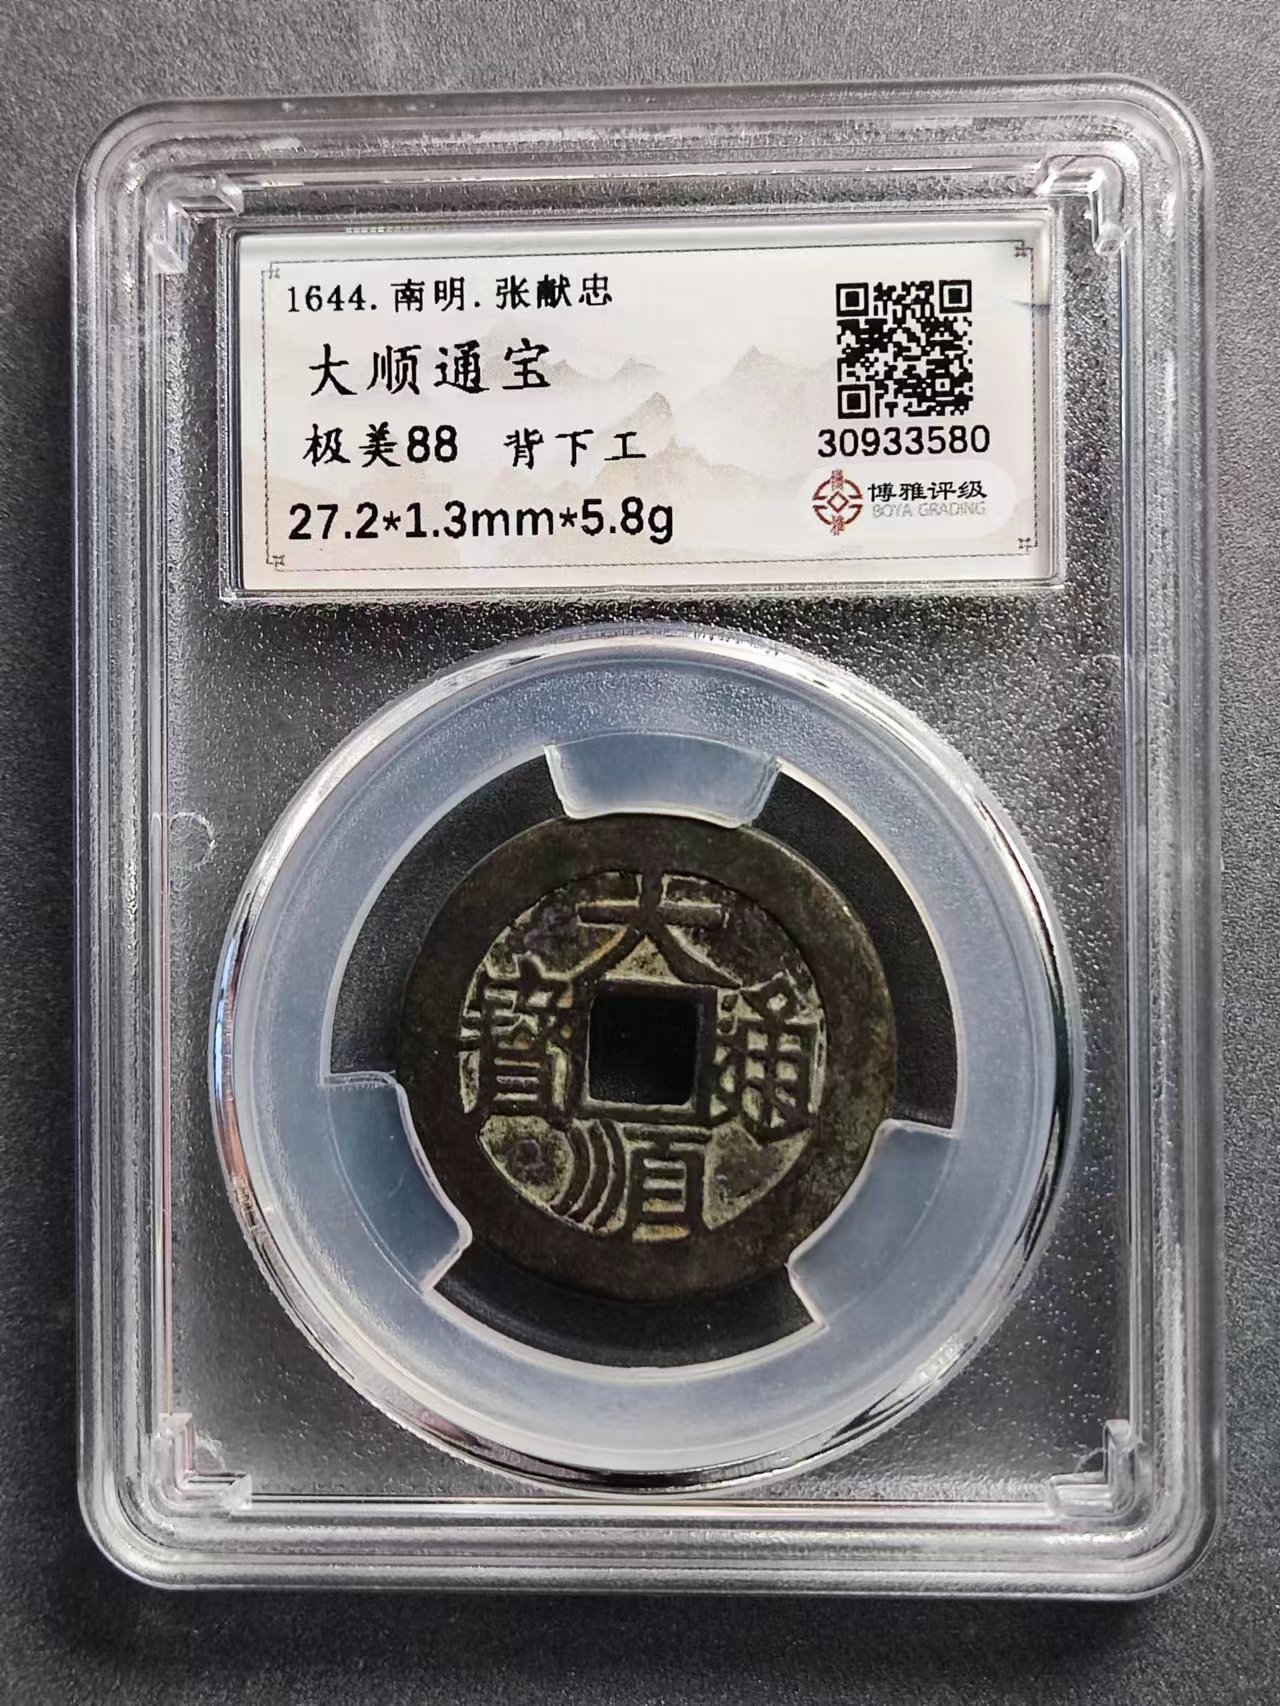 1644.南明.张献忠
大顺通宝
极美88 背下工
27.2*1.3mm*5.8g
30933580
博雅评级
BOYA GRADING
大
寶 通
順